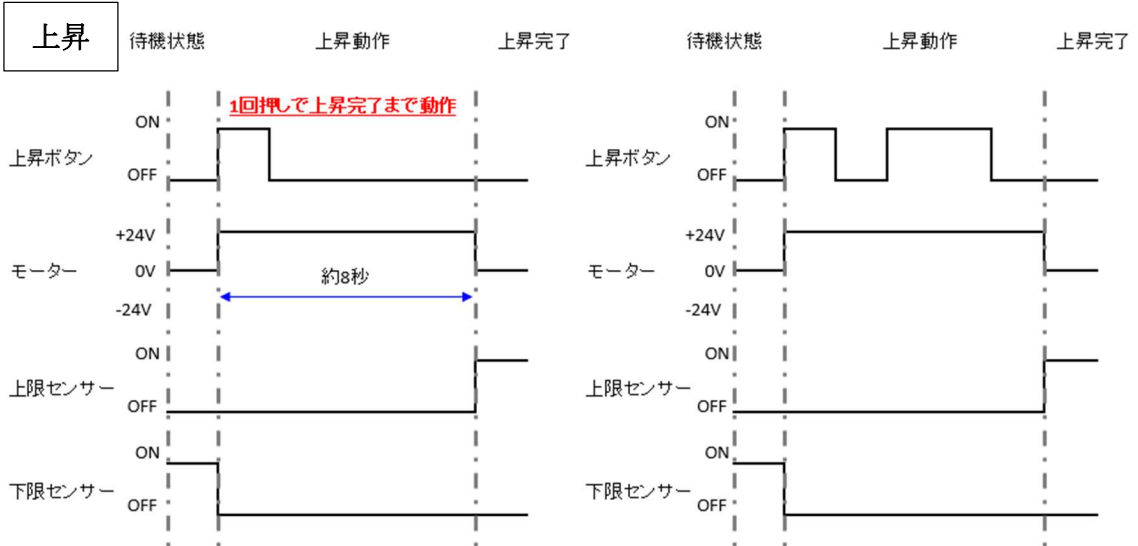 上昇
待機状態 上昇動作 上昇完了
待機状態 上昇動作 上昇完了
1回押しで上昇完了まで動作
上昇ボタン ON OFF
モーター +24V 0V -24V
約8秒
上限センサー ON OFF
下限センサー ON OFF
上昇ボタン ON OFF
モーター +24V 0V -24V
上限センサー ON OFF
下限センサー ON OFF